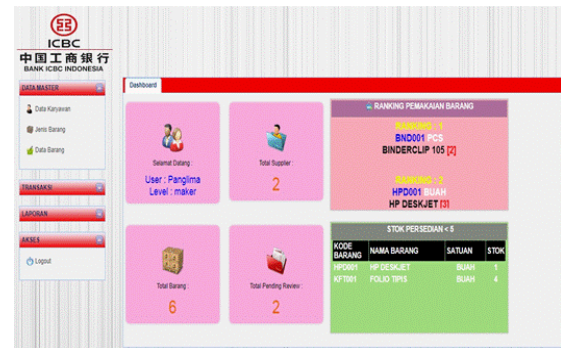 ICBC
中国工商银行
BANK ICBC INDONESIA
DATA MASTER
Data Karyawan
Jenis Barang
Data Barang
TRANSAKSI
LAPORAN
AKSES
Logout
Dashboard
Selamat Datang :
User : Panglima
Level : maker
Total Supplier :
2
Total Barang :
6
Total Pending Review :
2
RANKING PEMAKAIAN BARANG
RANKING : 1
BND001 PCS
BINDERCLIP 105 [2]
RANKING : 2
HPD001 BUAH
HP DESKJET [3]
STOK PERSEDIAN < 5
KODE BARANG NAMA BARANG SATUAN STOK
HPD001 HP DESKJET BUAH 1
KFT001 FOLIO TIPIS BUAH 4